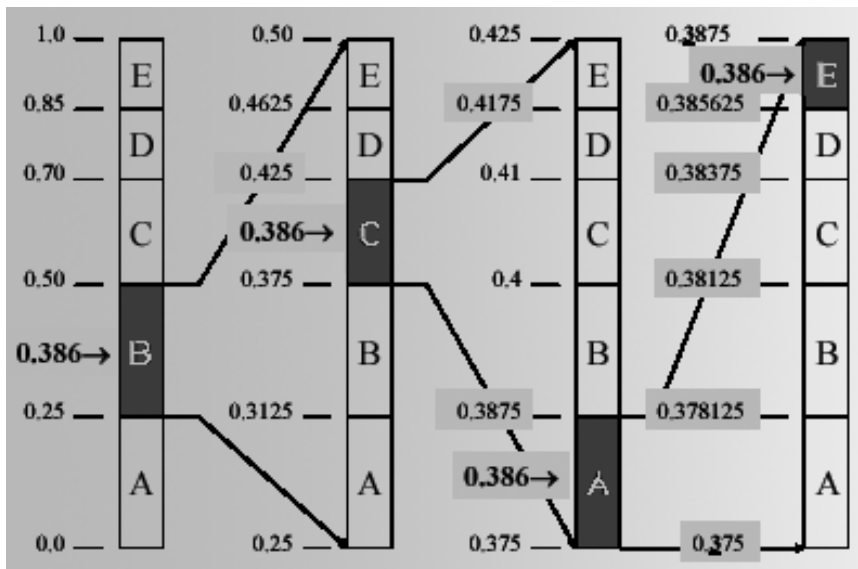 1,0 E 0,50 E 0,425 E 0,3875 E
0.386→
0,85 0,4625 0,4175 0,385625
D D D D
0,70 0,425 0,41 0,38375
C 0.386→ C C C
0,50 0,375 0,4 0,38125
0.386→ B B B B
0,25 0,3125 0,3875 0,378125
A A 0.386→ A A
0,0 0,25 0,375 0,375